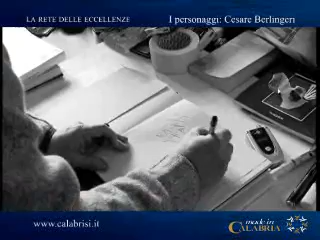 LA RETE DELLE ECCELLENZE
I personaggi: Cesare Berlingeri
www.calabrisi.it
made in
CALABRIA